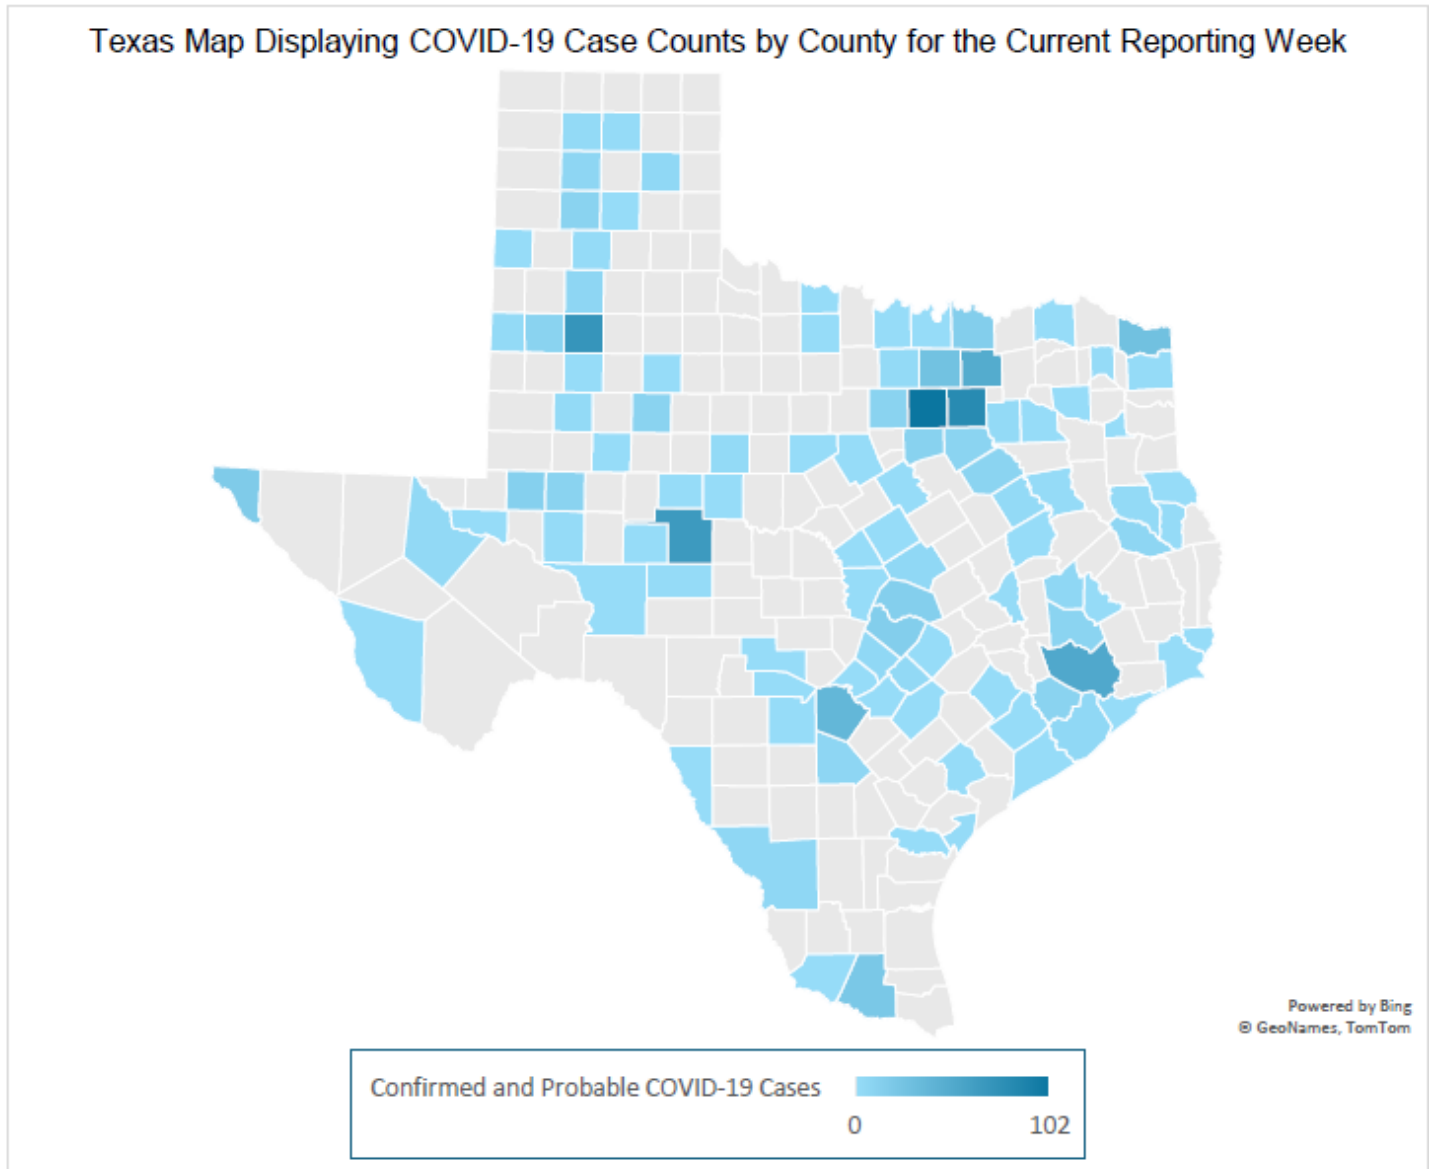 Texas Map Displaying COVID-19 Case Counts by County for the Current Reporting Week
Powered by Bing
© GeoNames, TomTom
Confirmed and Probable COVID-19 Cases
0 102